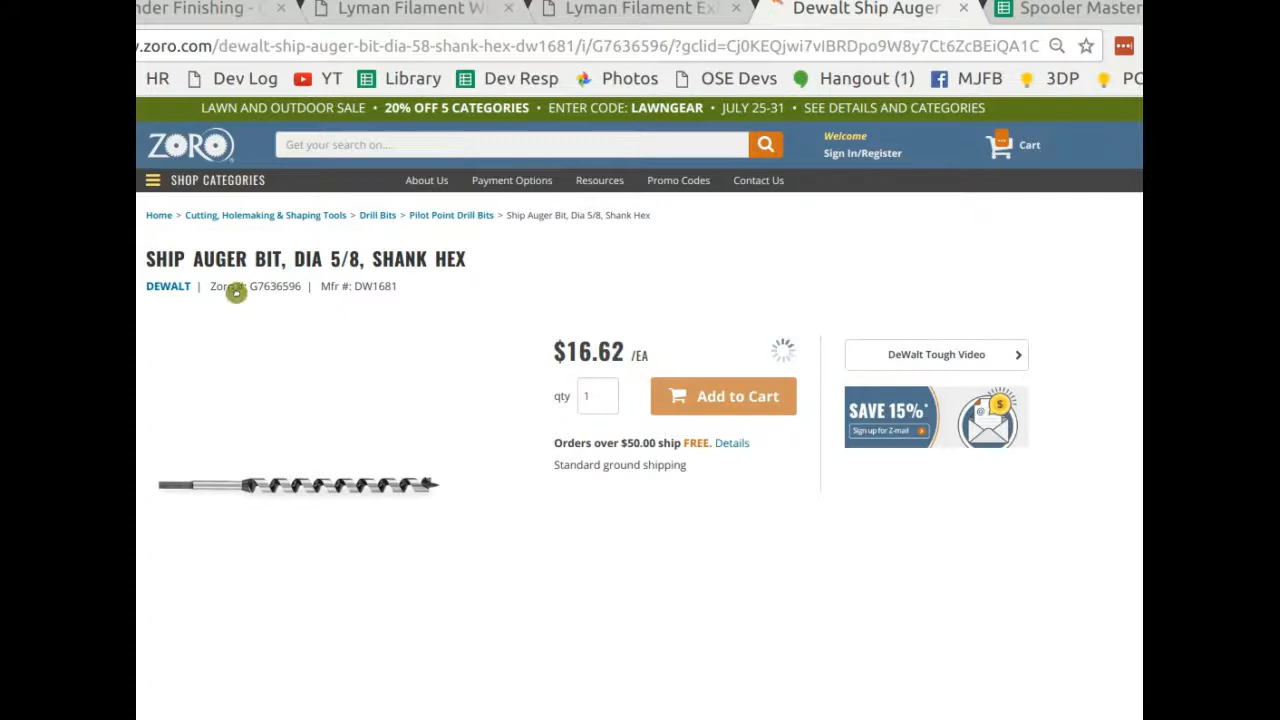 nder Finishing - Lyman Filament W Lyman Filament Ex Dewalt Ship Auger Spooler Master
.zoro.com/dewalt-ship-auger-bit-dia-58-shank-hex-dw1681/i/G7636596/?gclid=Cj0KEQjwi7vIBRDpo9W8y7Ct6ZcBEiQA1C
HR Dev Log YT Library Dev Resp Photos OSE Devs Hangout (1) MJFB 3DP PC
LAWN AND OUTDOOR SALE • 20% OFF 5 CATEGORIES • ENTER CODE: LAWNGEAR • JULY 25-31 • SEE DETAILS AND CATEGORIES
ZORO
Get your search on....
Welcome
Sign In/Register
Cart
SHOP CATEGORIES
About Us Payment Options Resources Promo Codes Contact Us
Home > Cutting, Holemaking & Shaping Tools > Drill Bits > Pilot Point Drill Bits > Ship Auger Bit, Dia 5/8, Shank Hex
SHIP AUGER BIT, DIA 5/8, SHANK HEX
DEWALT | Zoro #: G7636596 | Mfr #: DW1681
$16.62 /EA
qty 1 Add to Cart
Orders over $50.00 ship FREE. Details
Standard ground shipping
DeWalt Tough Video
SAVE 15%*
Sign up for Z-mail